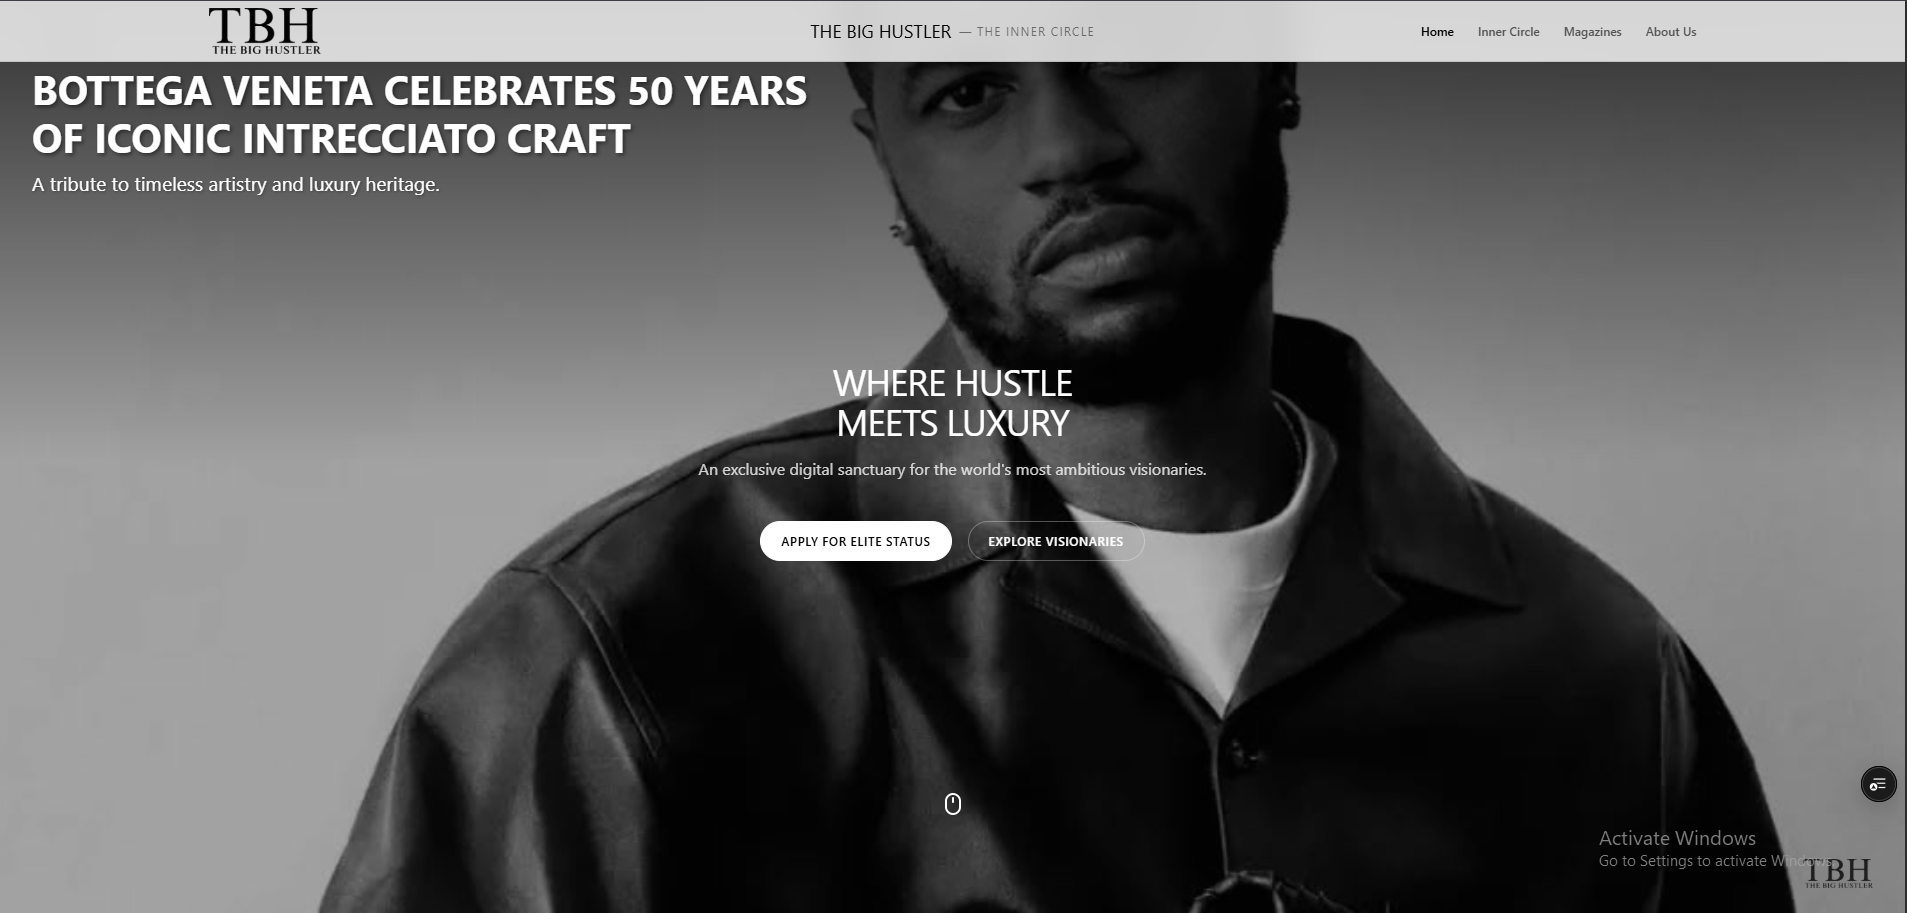 TBH
THE BIG HUSTLER
THE BIG HUSTLER — THE INNER CIRCLE
Home Inner Circle Magazines About Us
BOTTEGA VENETA CELEBRATES 50 YEARS
OF ICONIC INTRECCIATO CRAFT
A tribute to timeless artistry and luxury heritage.
WHERE HUSTLE
MEETS LUXURY
An exclusive digital sanctuary for the world's most ambitious visionaries.
APPLY FOR ELITE STATUS EXPLORE VISIONARIES
Activate Windows
Go to Settings to activate Windows.
TBH
THE BIG HUSTLER